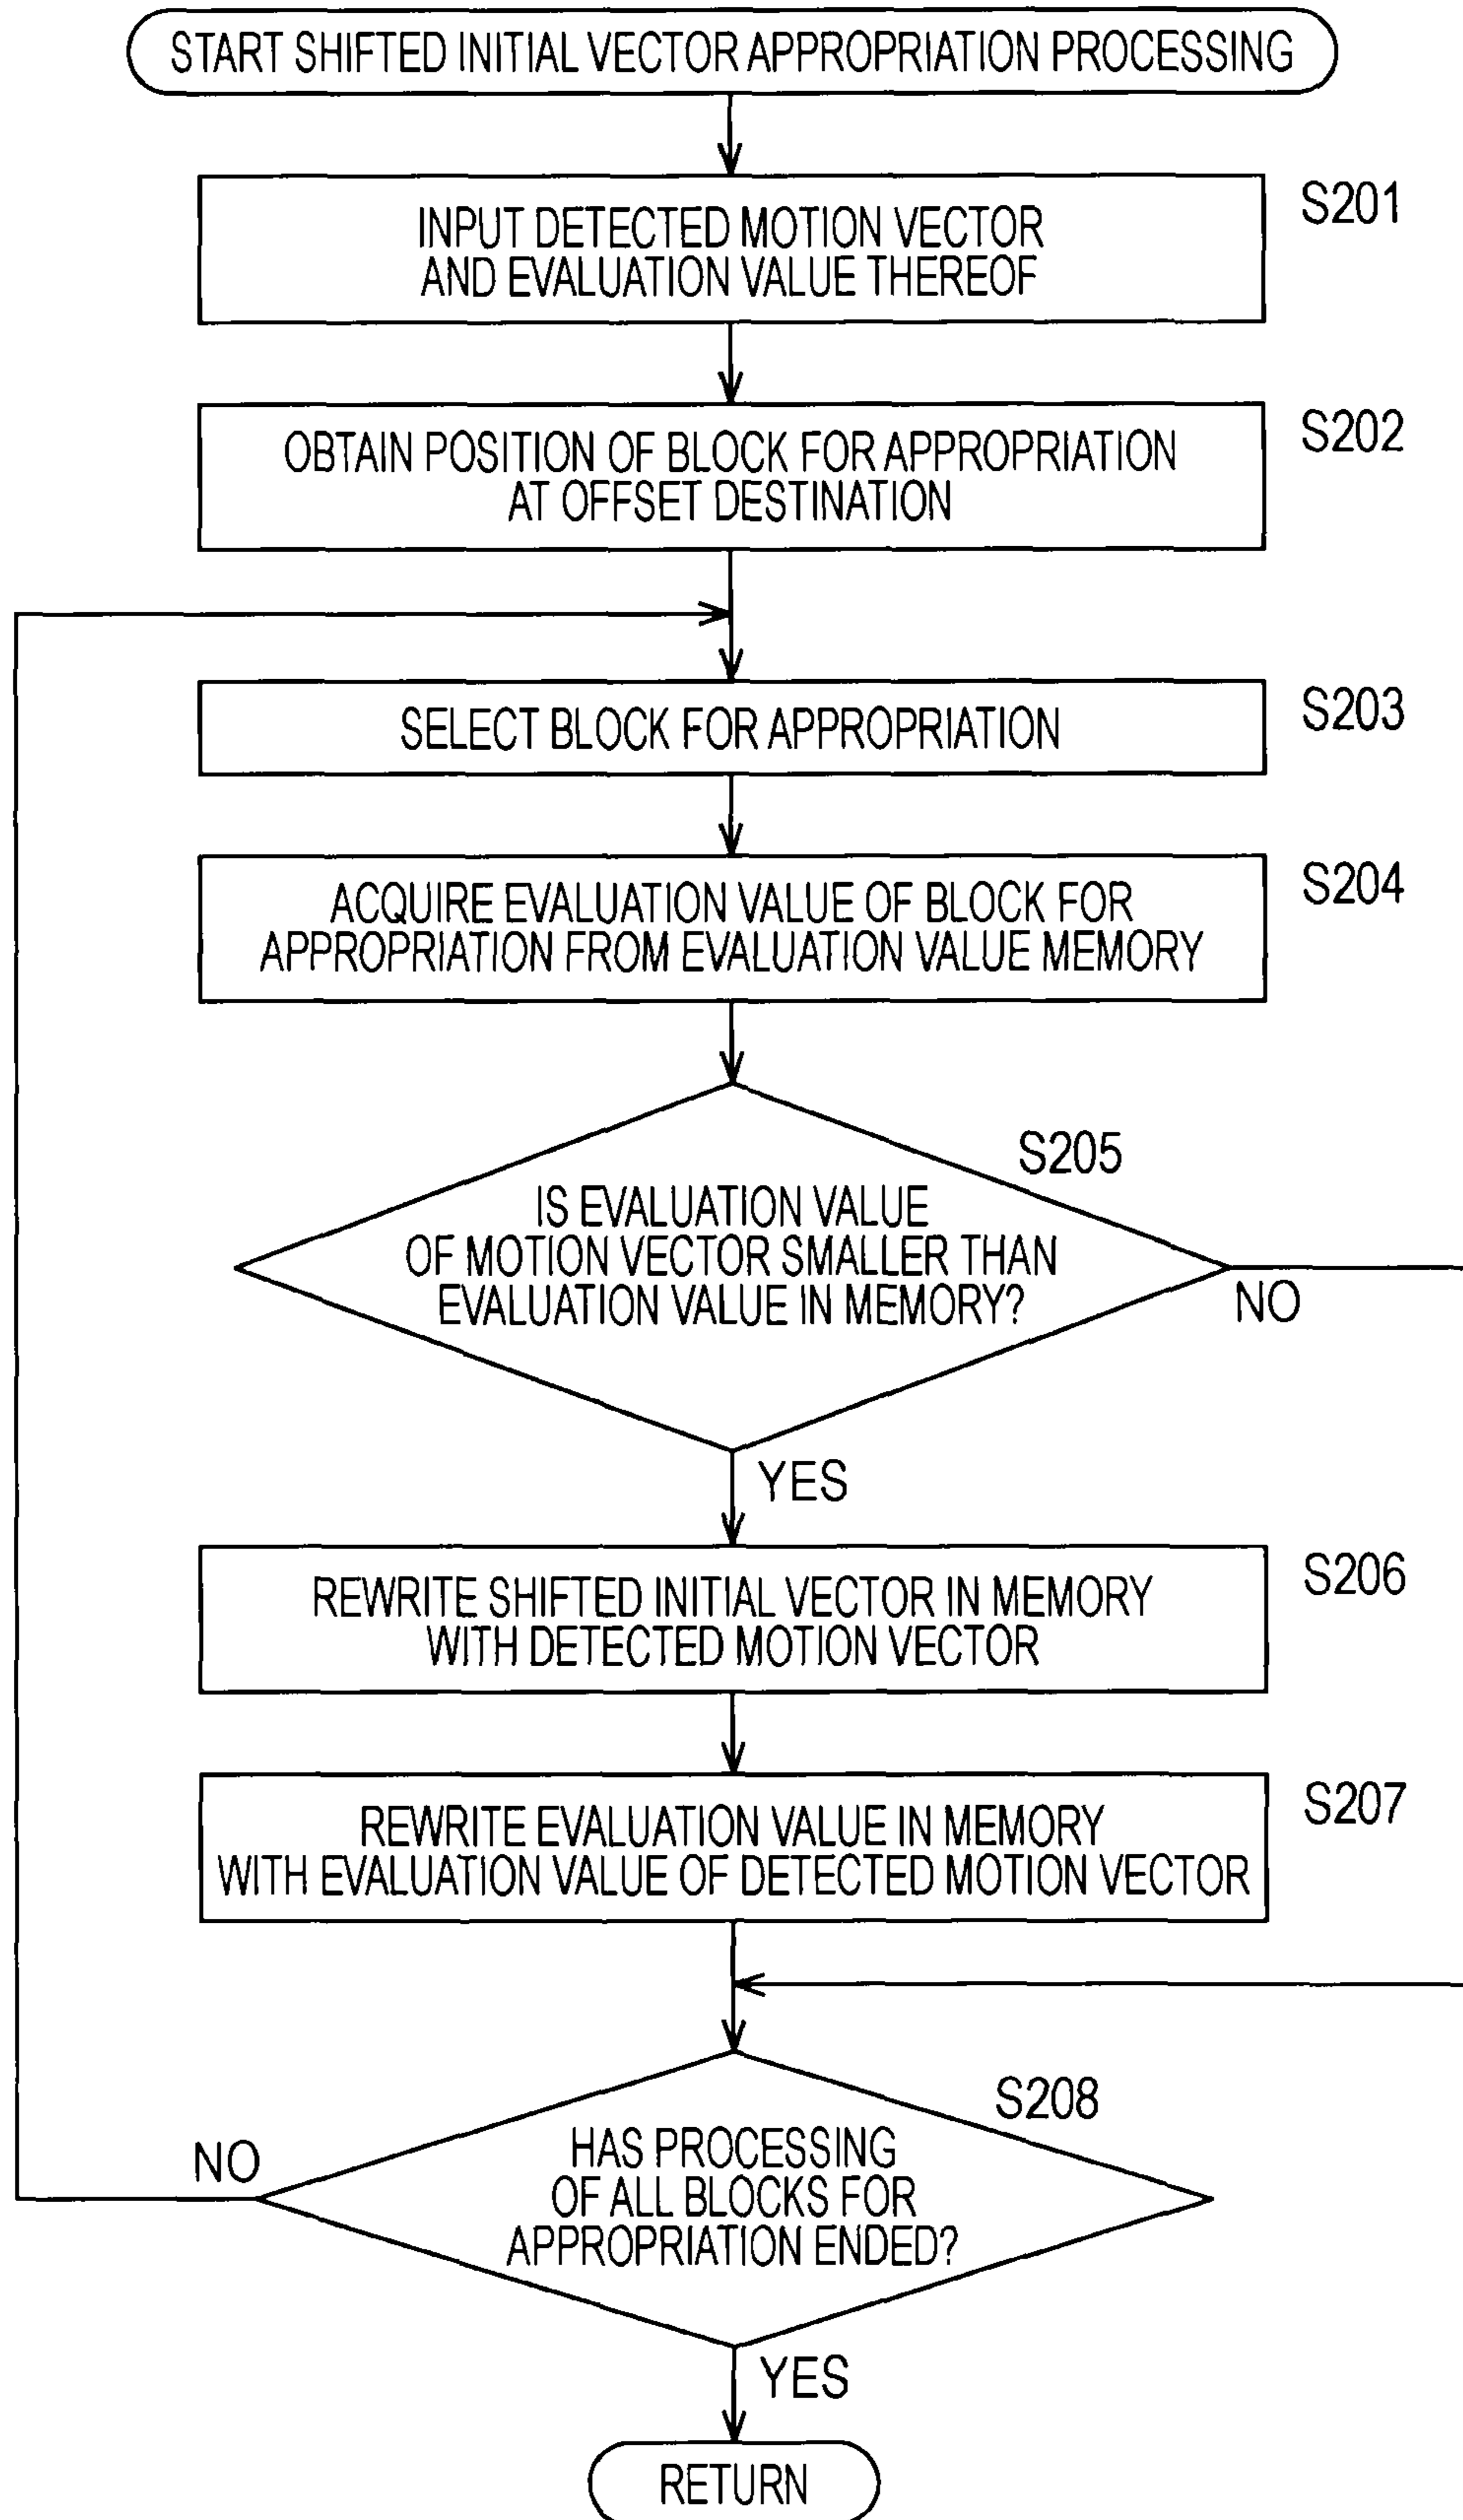 START SHIFTED INITIAL VECTOR APPROPRIATION PROCESSING
S201
INPUT DETECTED MOTION VECTOR
AND EVALUATION VALUE THEREOF
S202
OBTAIN POSITION OF BLOCK FOR APPROPRIATION
AT OFFSET DESTINATION
S203
SELECT BLOCK FOR APPROPRIATION
S204
ACQUIRE EVALUATION VALUE OF BLOCK FOR
APPROPRIATION FROM EVALUATION VALUE MEMORY
S205
IS EVALUATION VALUE
OF MOTION VECTOR SMALLER THAN
EVALUATION VALUE IN MEMORY?
NO
YES
S206
REWRITE SHIFTED INITIAL VECTOR IN MEMORY
WITH DETECTED MOTION VECTOR
S207
REWRITE EVALUATION VALUE IN MEMORY
WITH EVALUATION VALUE OF DETECTED MOTION VECTOR
S208
HAS PROCESSING
OF ALL BLOCKS FOR
APPROPRIATION ENDED?
NO
YES
RETURN